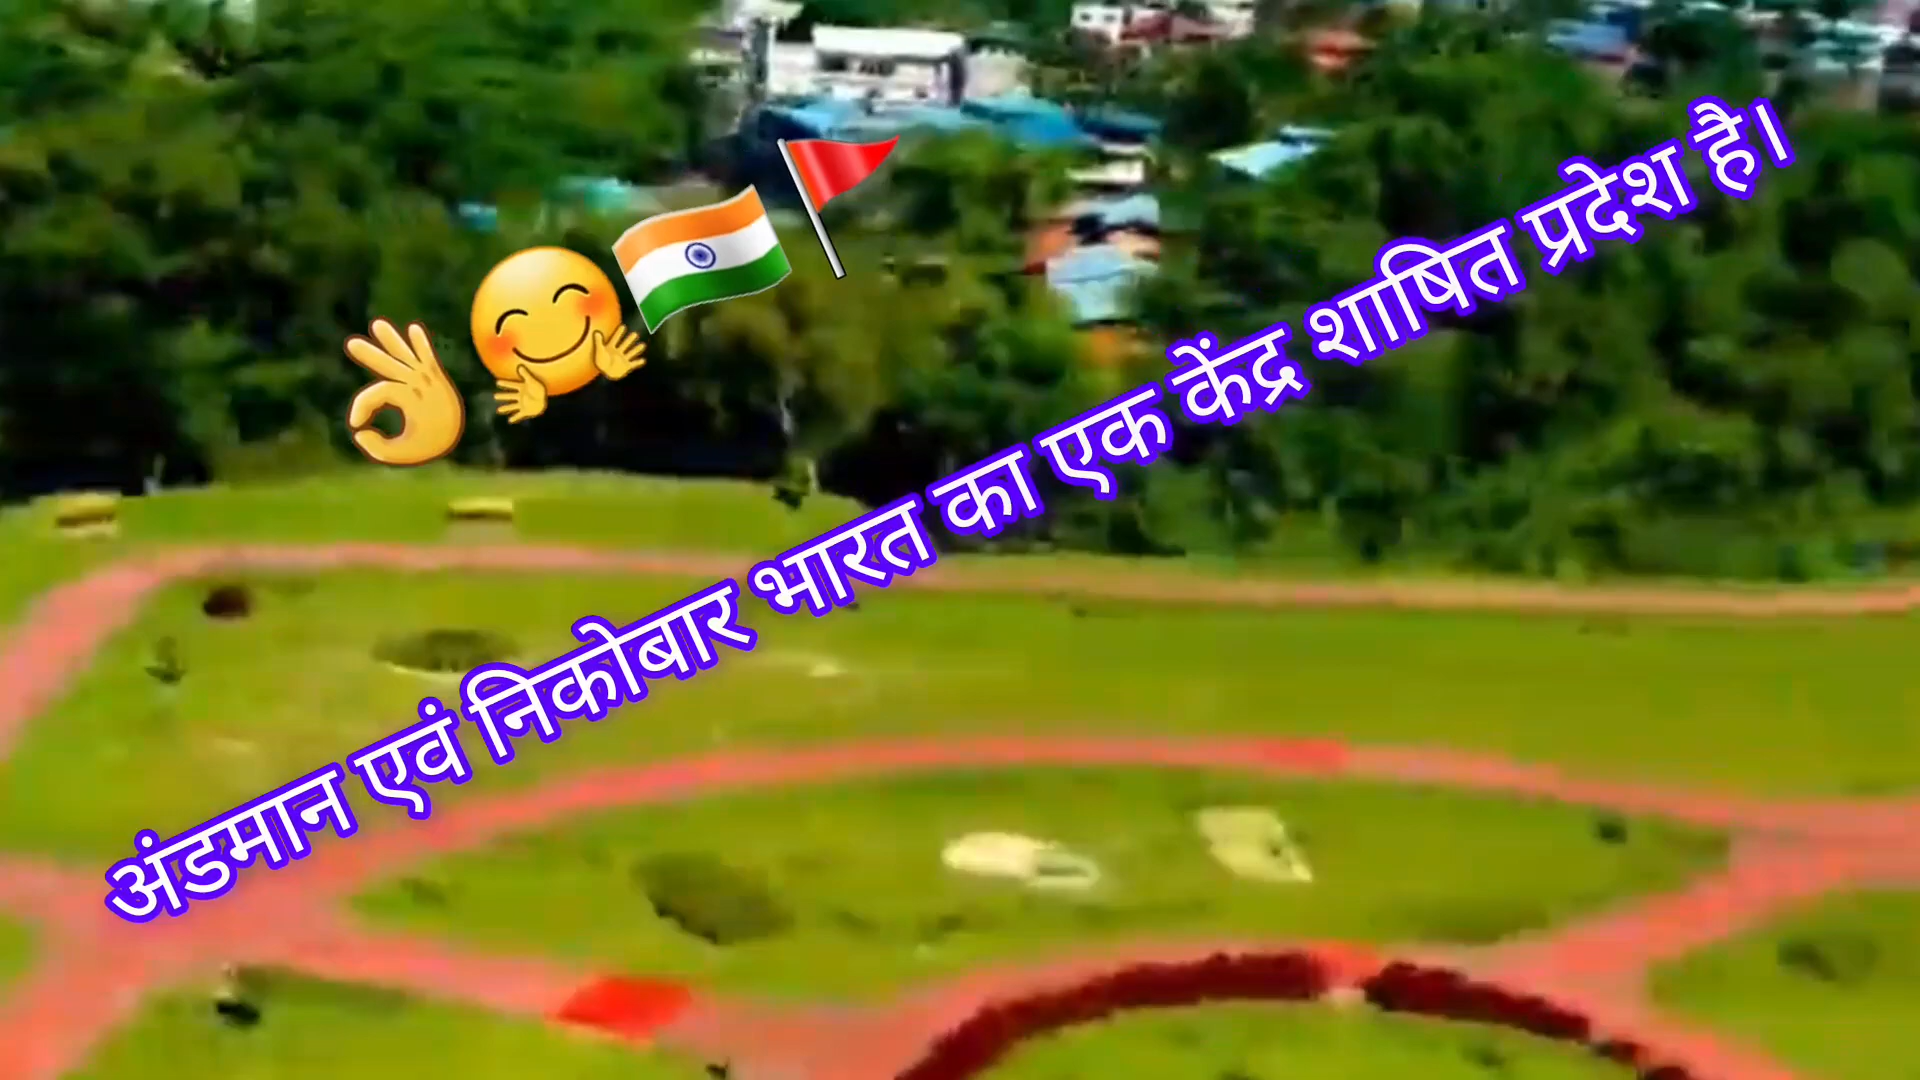 अंडमान एवं निकोबार भारत का एक केंद्र शाषित प्रदेश है।